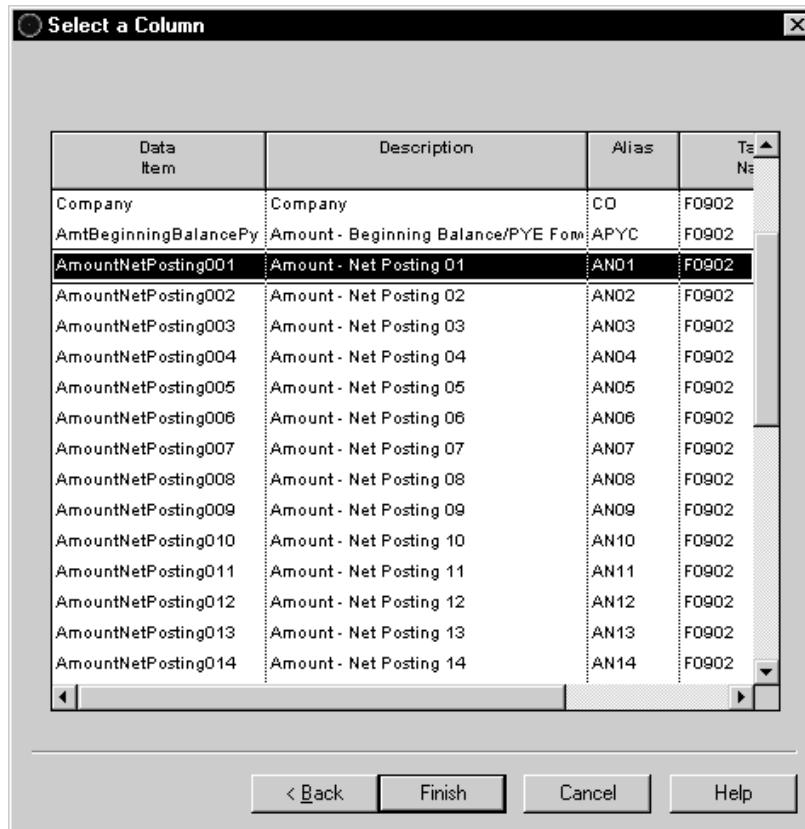 Select a Column
Data Item Description Alias Ta Na
Company Company CO F0902
AmtBeginningBalancePy Amount - Beginning Balance/PYE Forw APYC F0902
AmountNetPosting001 Amount - Net Posting 01 AN01 F0902
AmountNetPosting002 Amount - Net Posting 02 AN02 F0902
AmountNetPosting003 Amount - Net Posting 03 AN03 F0902
AmountNetPosting004 Amount - Net Posting 04 AN04 F0902
AmountNetPosting005 Amount - Net Posting 05 AN05 F0902
AmountNetPosting006 Amount - Net Posting 06 AN06 F0902
AmountNetPosting007 Amount - Net Posting 07 AN07 F0902
AmountNetPosting008 Amount - Net Posting 08 AN08 F0902
AmountNetPosting009 Amount - Net Posting 09 AN09 F0902
AmountNetPosting010 Amount - Net Posting 10 AN10 F0902
AmountNetPosting011 Amount - Net Posting 11 AN11 F0902
AmountNetPosting012 Amount - Net Posting 12 AN12 F0902
AmountNetPosting013 Amount - Net Posting 13 AN13 F0902
AmountNetPosting014 Amount - Net Posting 14 AN14 F0902
< Back Finish Cancel Help